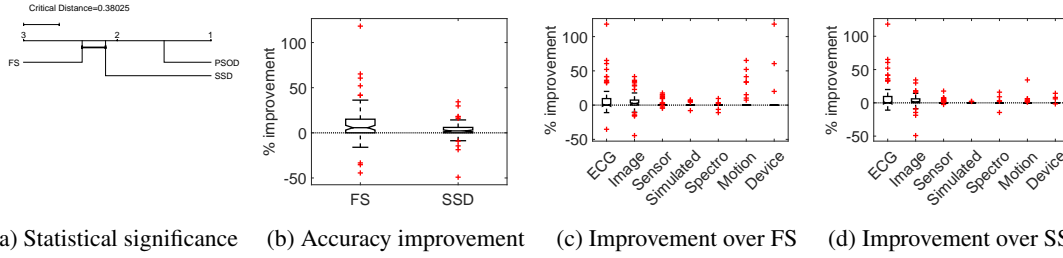 Critical Distance=0.38025
3 2 1
FS PSOD
SSD
% improvement
100
50
0
-50
FS SSD
% improvement
100
50
0
-50
ECG Image Sensor Simulated Spectro Motion Device
% improvement
100
50
0
-50
ECG Image Sensor Simulated Spectro Motion Device
a) Statistical significance (b) Accuracy improvement (c) Improvement over FS (d) Improvement over SS